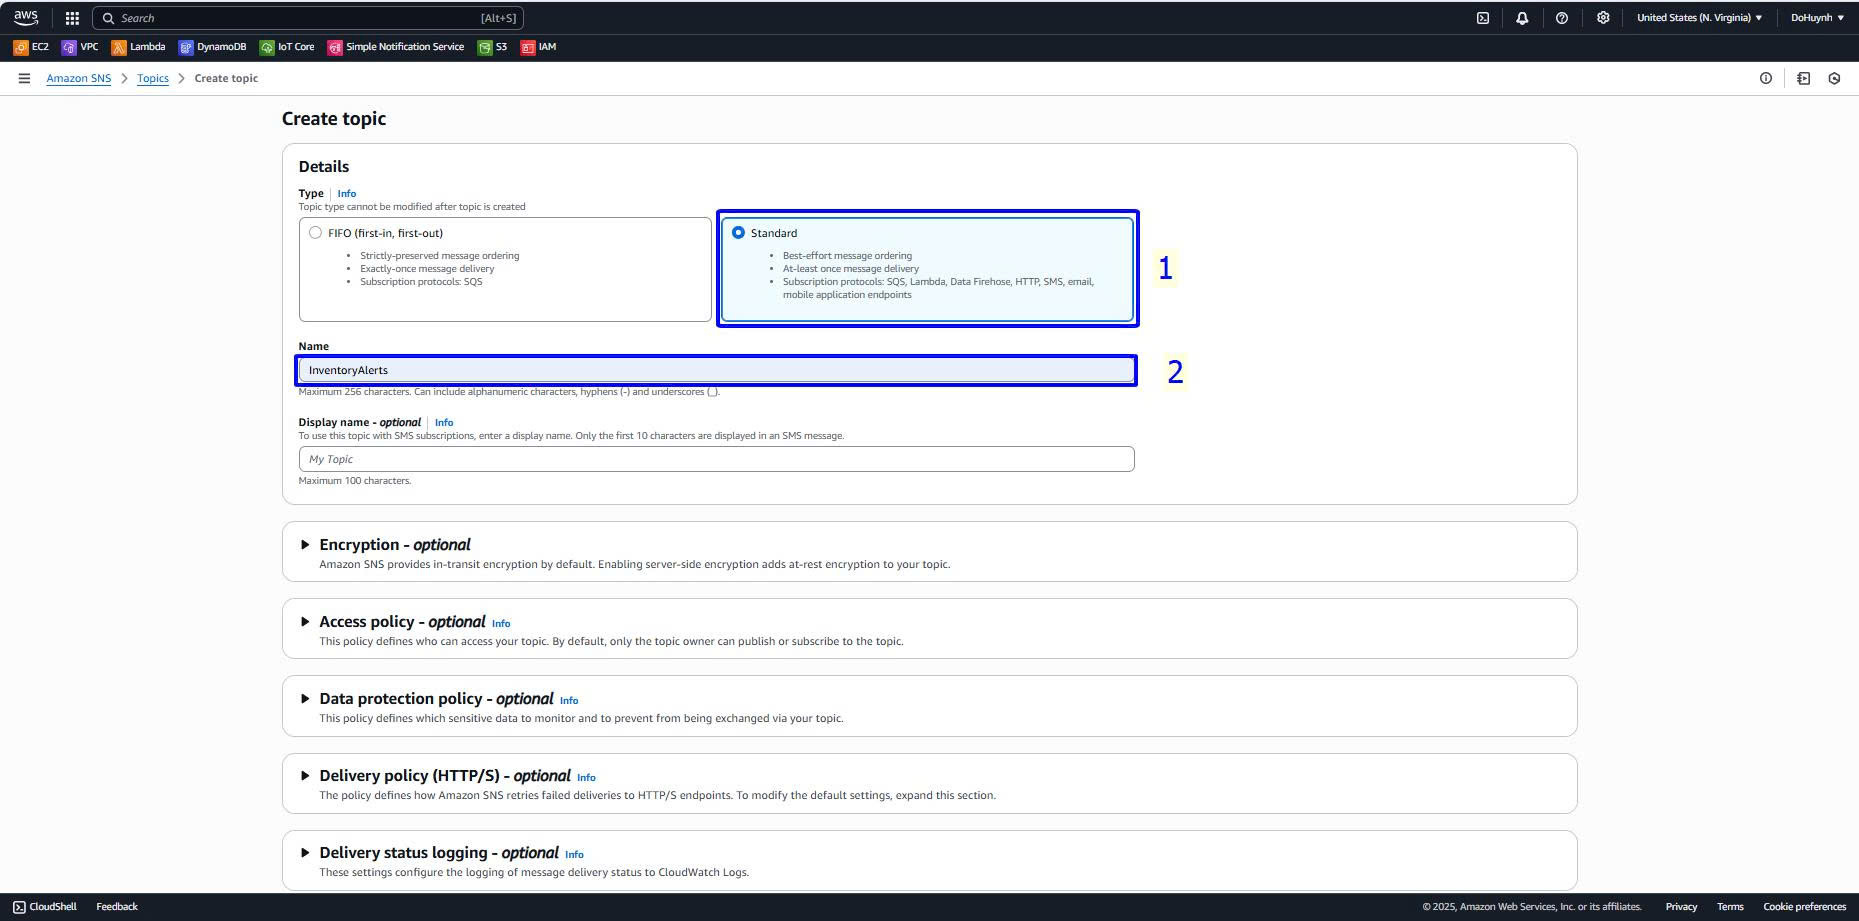 aws
Search
[Alt+S]
United States (N. Virginia) ▼
DoHuynh ▼
EC2
VPC
Lambda
DynamoDB
IoT Core
Simple Notification Service
S3
IAM
Amazon SNS > Topics > Create topic
Create topic
Details
Type | Info
Topic type cannot be modified after topic is created
FIFO (first-in, first-out)
• Strictly-preserved message ordering
• Exactly-once message delivery
• Subscription protocols: SQS
Standard
• Best-effort message ordering
• At-least once message delivery
• Subscription protocols: SQS, Lambda, Data Firehose, HTTP, SMS, email,
mobile application endpoints
1
Name
InventoryAlerts
2
Maximum 256 characters. Can include alphanumeric characters, hyphens (-) and underscores (_).
Display name - optional | Info
To use this topic with SMS subscriptions, enter a display name. Only the first 10 characters are displayed in an SMS message.
My Topic
Maximum 100 characters.
Encryption - optional
Amazon SNS provides in-transit encryption by default. Enabling server-side encryption adds at-rest encryption to your topic.
Access policy - optional Info
This policy defines who can access your topic. By default, only the topic owner can publish or subscribe to the topic.
Data protection policy - optional Info
This policy defines which sensitive data to monitor and to prevent from being exchanged via your topic.
Delivery policy (HTTP/S) - optional Info
The policy defines how Amazon SNS retries failed deliveries to HTTP/S endpoints. To modify the default settings, expand this section.
Delivery status logging - optional Info
These settings configure the logging of message delivery status to CloudWatch Logs.
CloudShell
Feedback
© 2025, Amazon Web Services, Inc. or its affiliates.
Privacy
Terms
Cookie preferences